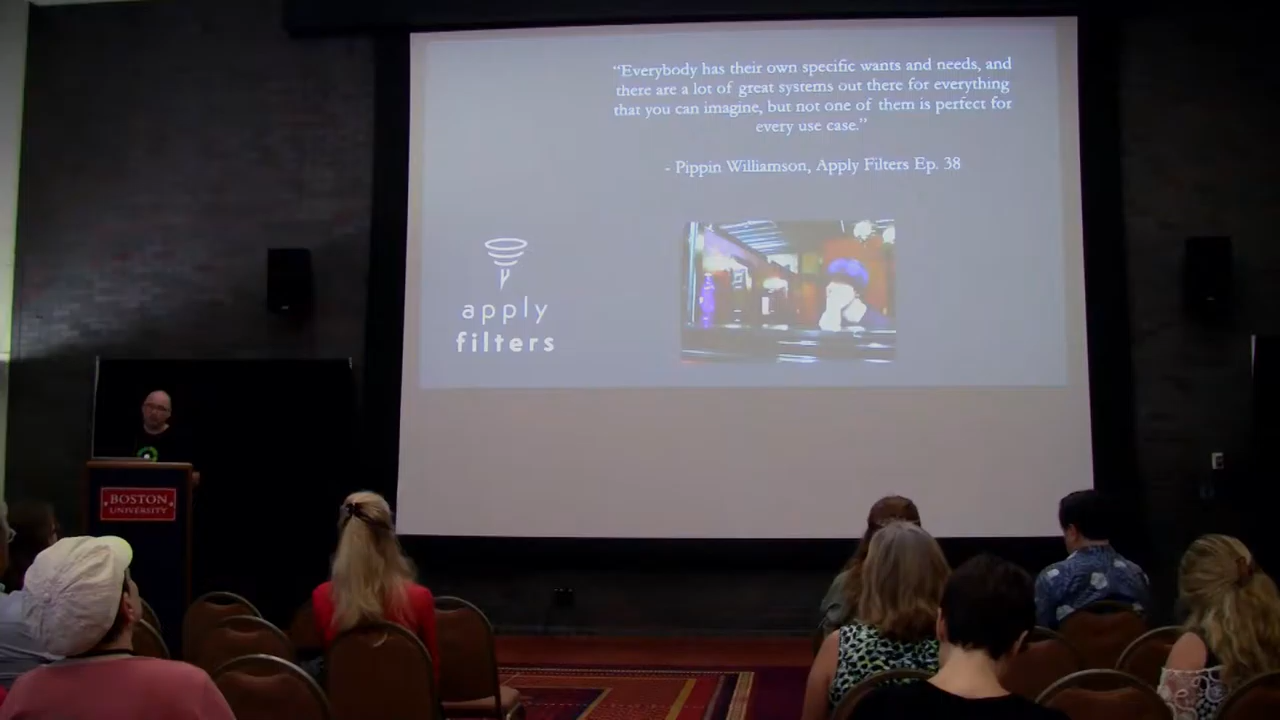 “Everybody has their own specific wants and needs, and
there are a lot of great systems out there for everything
that you can imagine, but not one of them is perfect for
every use case.”
- Pippin Williamson, Apply Filters Ep. 38
apply
filters
BOSTON
UNIVERSITY